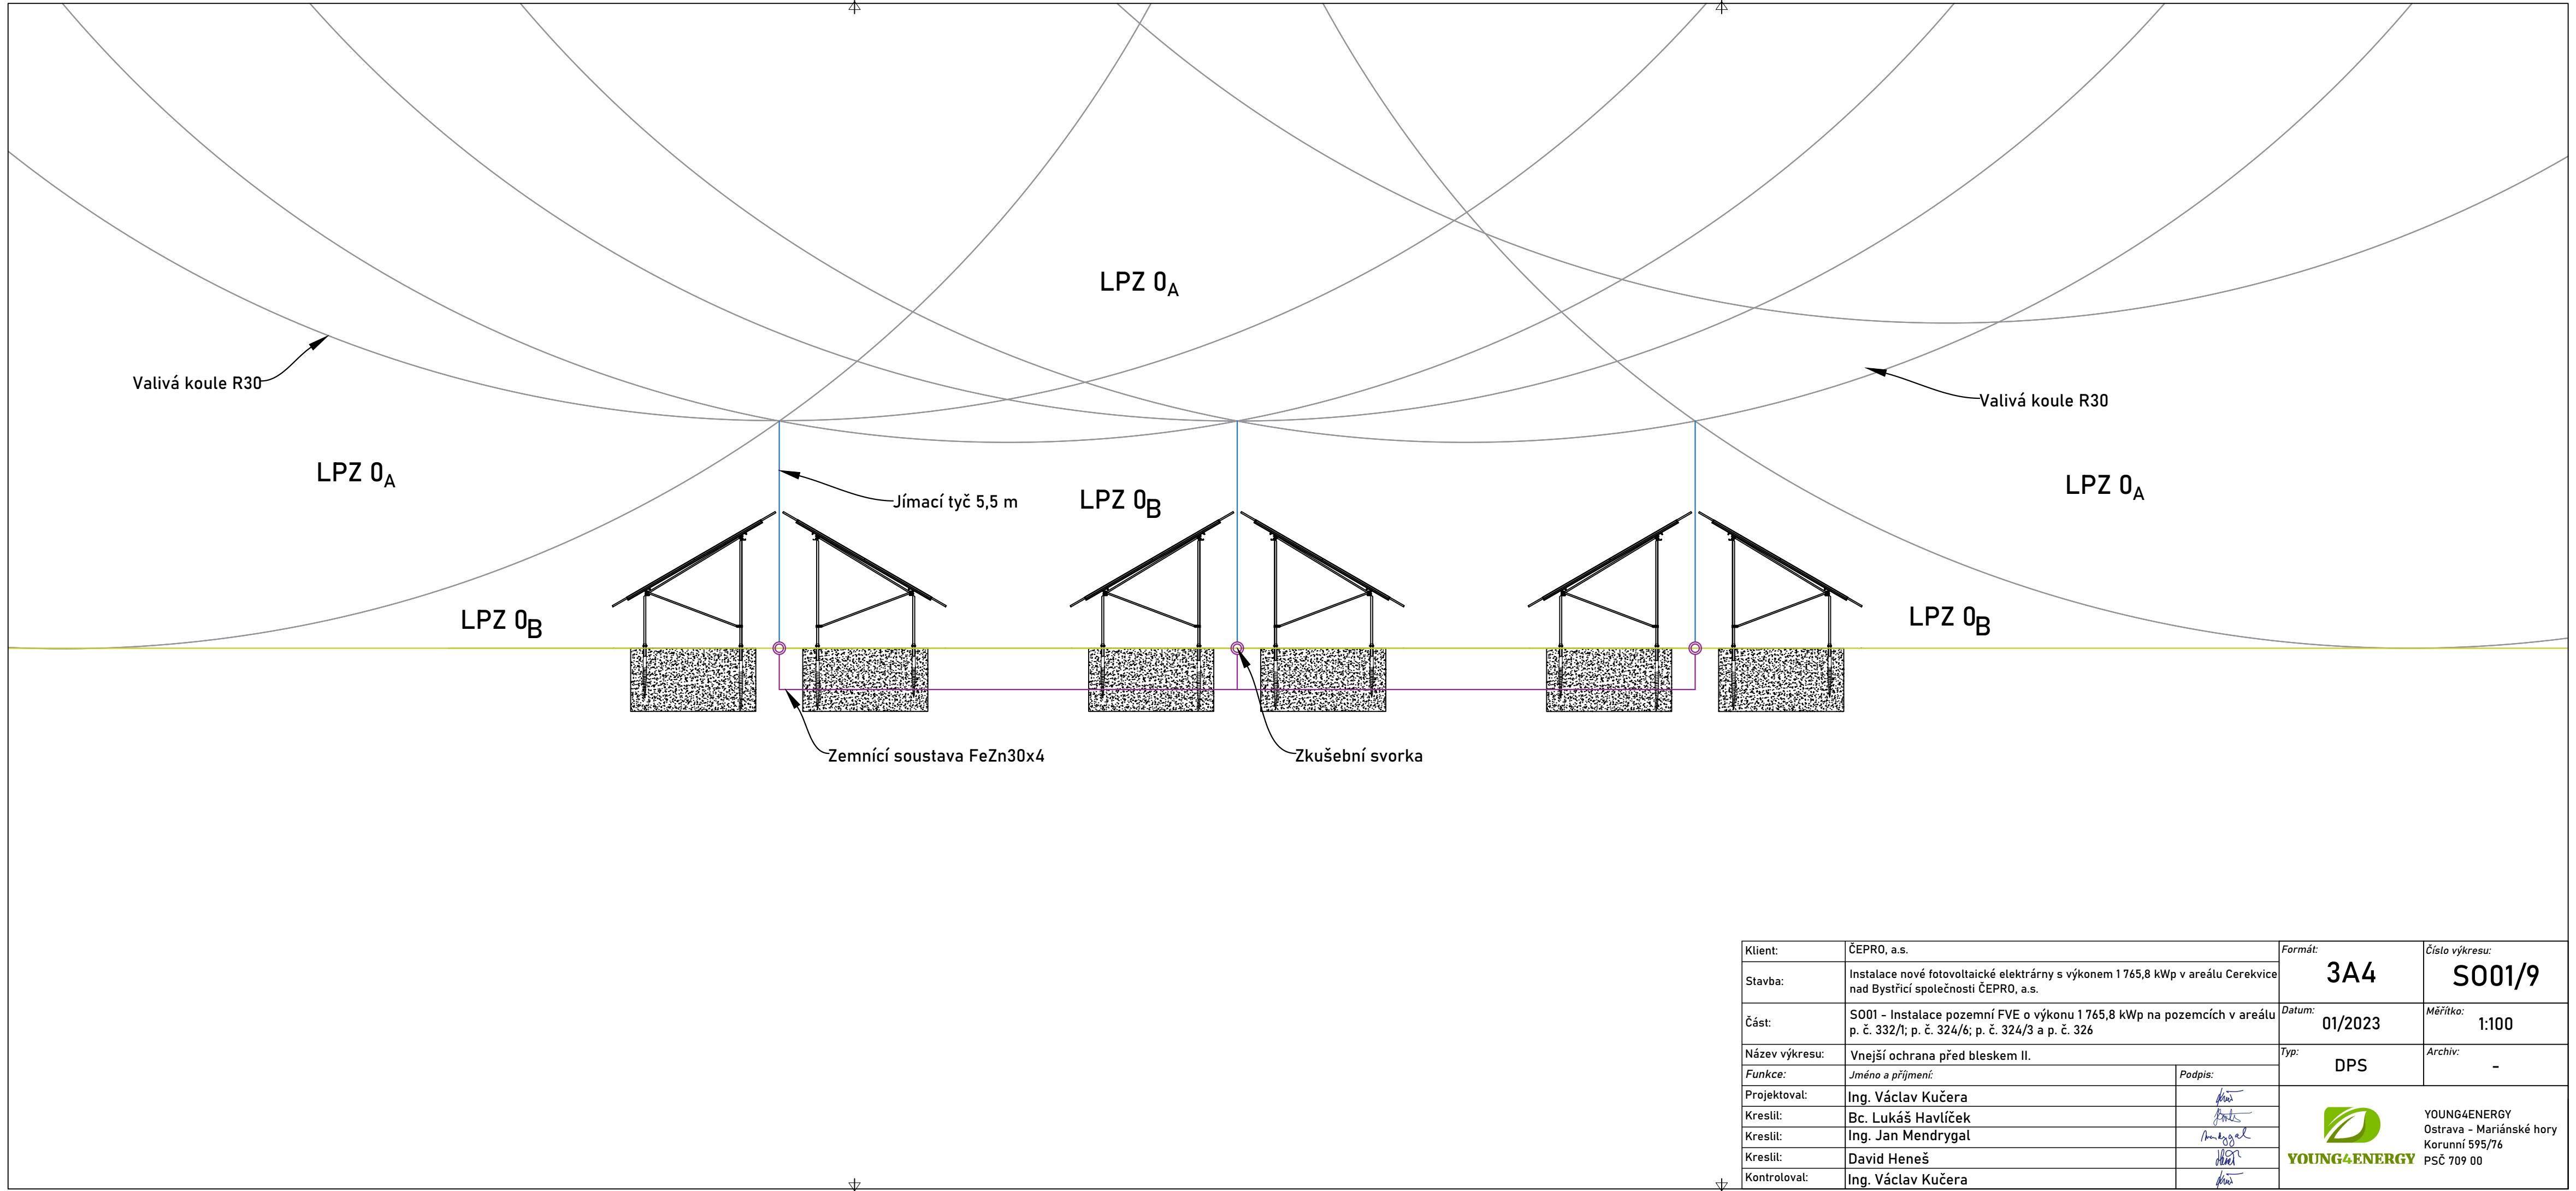 LPZ 0A
Valivá koule R30
Valivá koule R30
LPZ 0A
LPZ 0A
Jímací tyč 5,5 m
LPZ 0B
LPZ 0B
LPZ 0B
Zemnící soustava FeZn30x4
Zkušební svorka
Klient:
ČEPRO, a.s.
Stavba:
Instalace nové fotovoltaické elektrárny s výkonem 1 765,8 kWp v areálu Cerekvice
nad Bystřicí společnosti ČEPRO, a.s.
Část:
SO01 - Instalace pozemní FVE o výkonu 1 765,8 kWp na pozemcích v areálu
p. č. 332/1; p. č. 324/6; p. č. 324/3 a p. č. 326
Název výkresu:
Vnejší ochrana před bleskem II.
Funkce:
Jméno a příjmení:
Podpis:
Projektoval:
Ing. Václav Kučera
Kreslil:
Bc. Lukáš Havlíček
Kreslil:
Ing. Jan Mendrygal
Kreslil:
David Heneš
Kontroloval:
Ing. Václav Kučera
Formát:
3A4
Číslo výkresu:
SO01/9
Datum:
01/2023
Měřítko:
1:100
Typ:
DPS
Archiv:
-
YOUNG4ENERGY
YOUNG4ENERGY
Ostrava - Mariánské hory
Korunní 595/76
PSČ 709 00